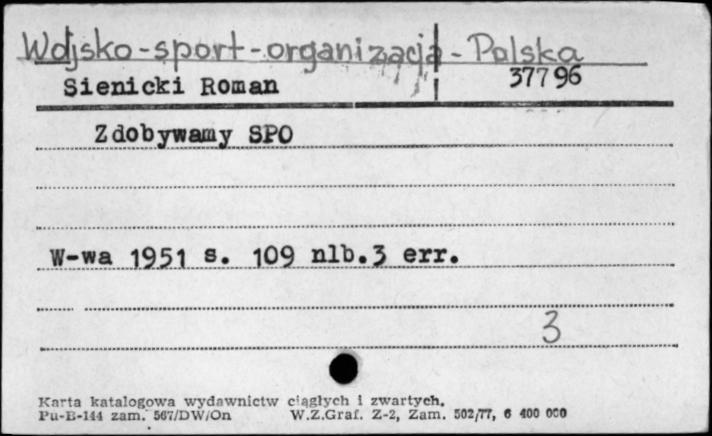 Wojsko-sport-organizacja - Polska
Sienicki Roman 37796
Zdobywamy SPO
W-wa 1951 s. 109 nlb.3 err.
3
Karta katalogowa wydawnictw ciągłych i zwartych.
Pu-B-144 zam. 567/DW/On W.Z.Graf. Z-2, Zam. 502/77, 6 400 000